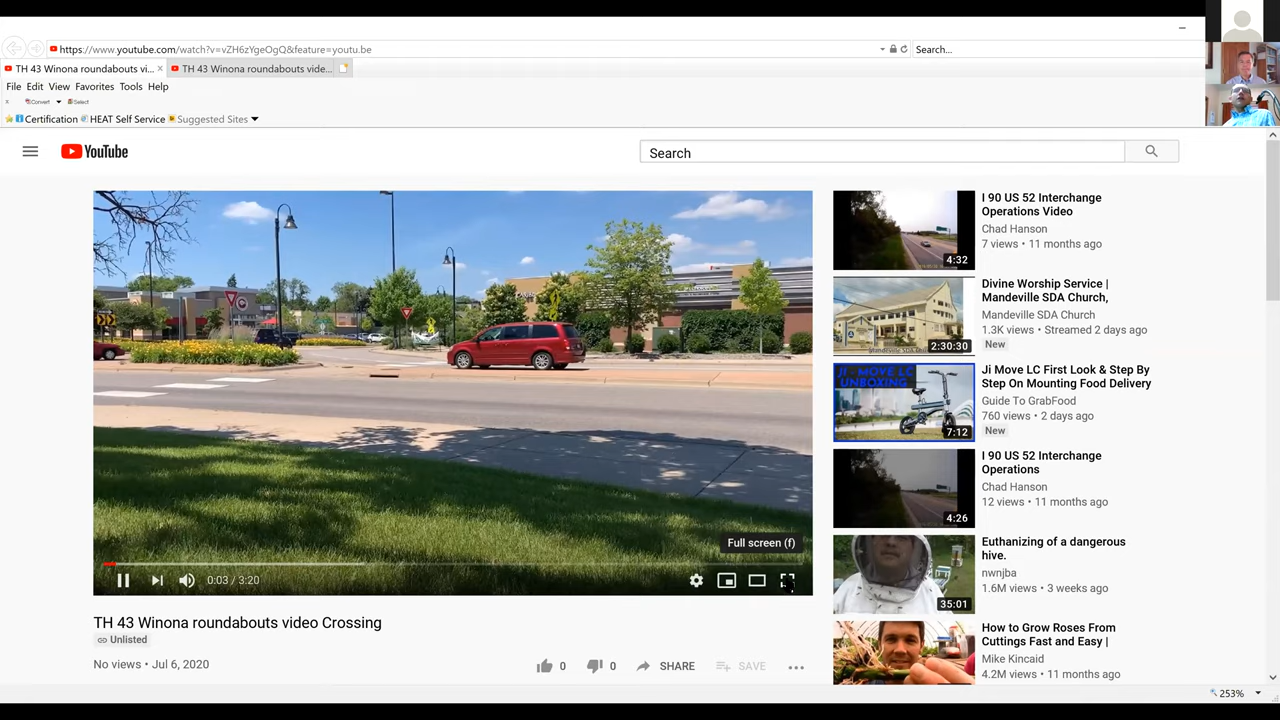 https://www.youtube.com/watch?v=vZH6zYgeOgQ&feature=youtu.be
Search...
TH 43 Winona roundabouts vi...
TH 43 Winona roundabouts vide...
File Edit View Favorites Tools Help
x Convert Select
Certification HEAT Self Service Suggested Sites
YouTube
Search
I 90 US 52 Interchange
Operations Video
Chad Hanson
7 views • 11 months ago
4:32
Divine Worship Service |
Mandeville SDA Church,
Mandeville SDA Church
1.3K views • Streamed 2 days ago
New
2:30:30
JI - MOVE LC
UNBOXING
7:12
Ji Move LC First Look & Step By
Step On Mounting Food Delivery
Guide To GrabFood
760 views • 2 days ago
New
I 90 US 52 Interchange
Operations
Chad Hanson
12 views • 11 months ago
4:26
Euthanizing of a dangerous
hive.
nwnjba
1.6M views • 3 weeks ago
35:01
How to Grow Roses From
Cuttings Fast and Easy |
Mike Kincaid
4.2M views • 11 months ago
Full screen (f)
0:03 / 3:20
TH 43 Winona roundabouts video Crossing
Unlisted
No views • Jul 6, 2020
0 0 SHARE SAVE
253%